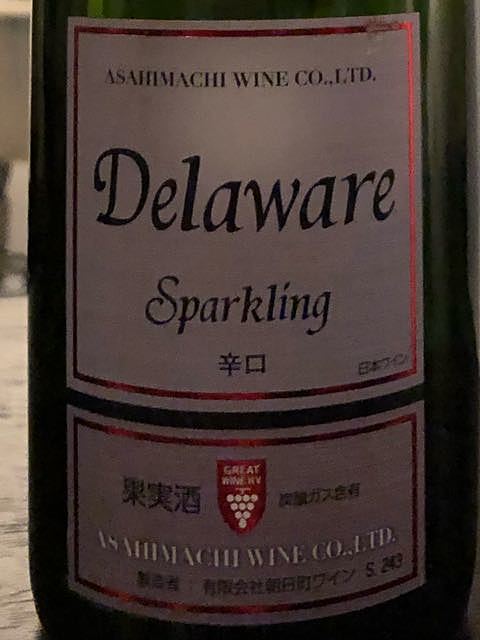 ASAHIMACHI WINE CO.,LTD.
Delaware
Sparkling
辛口
日本ワイン
果実酒
GREAT
WINERY
炭酸ガス含有
ASAHIMACHI WINE CO.,LTD.
製造者：有限会社朝日町ワイン S. 243